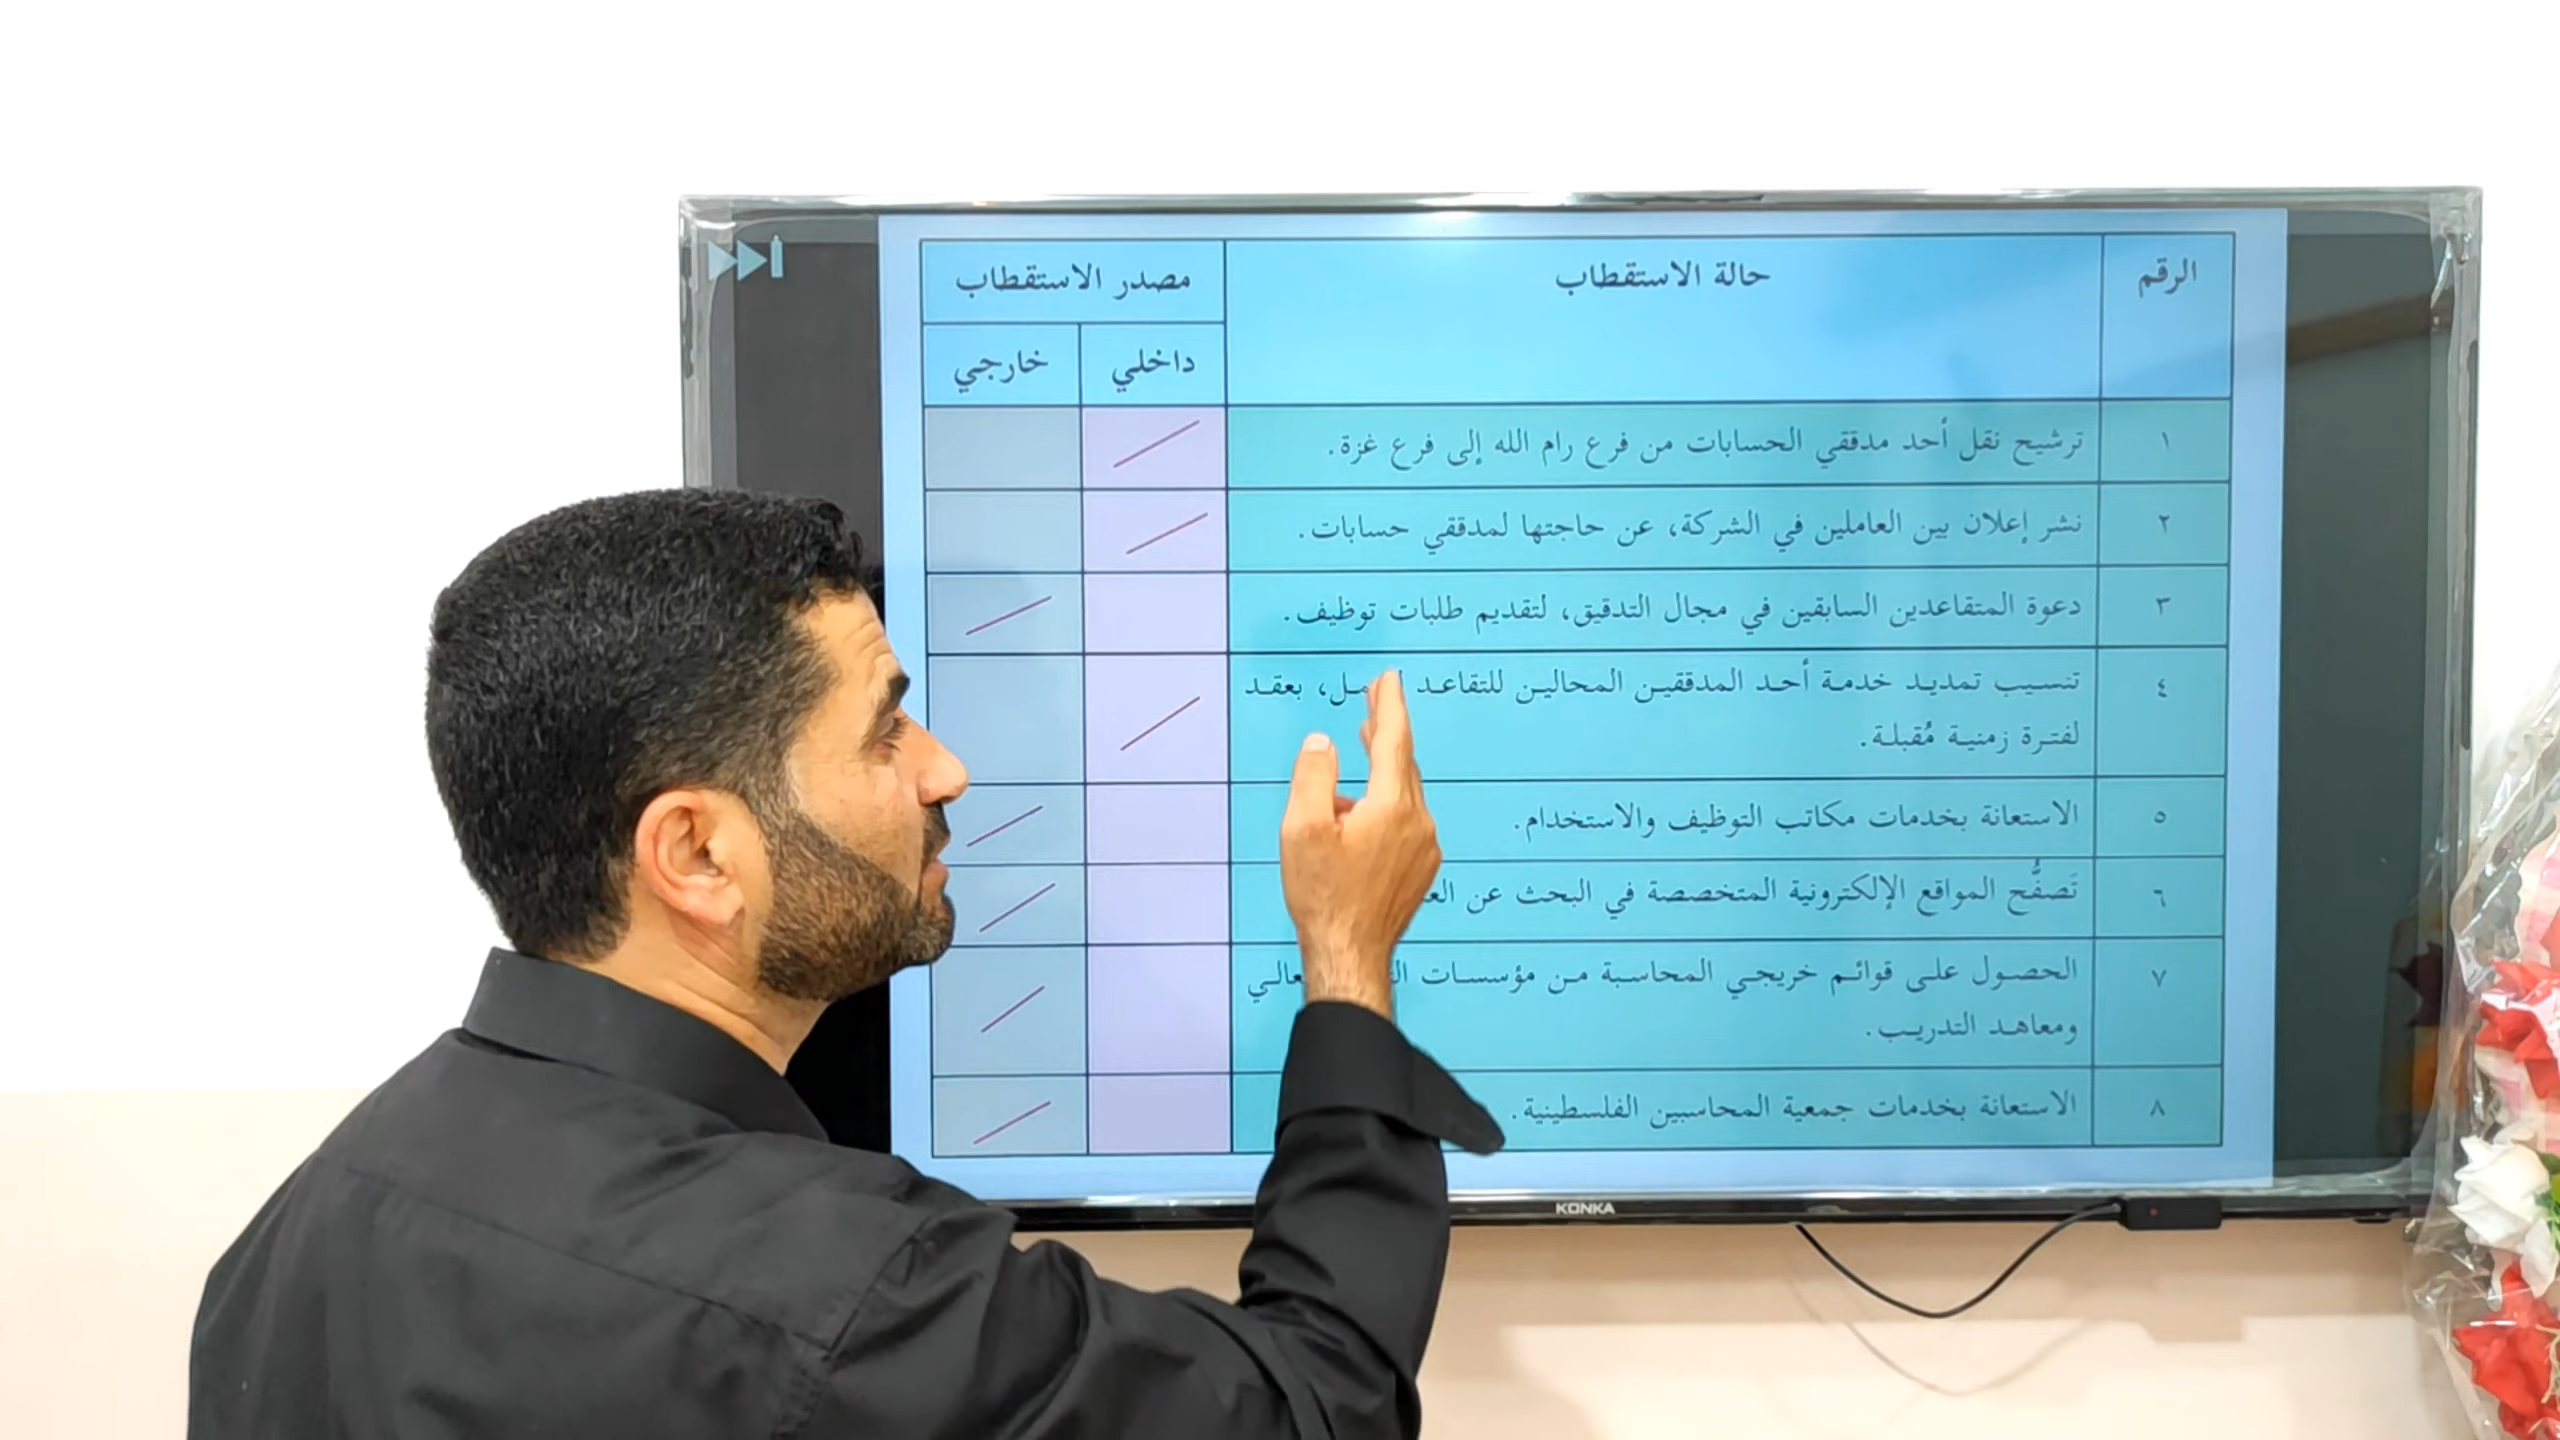 الرقم
حالة الاستقطاب
مصدر الاستقطاب
داخلي
خارجي
١
ترشيح نقل أحد مدققي الحسابات من فرع رام الله إلى فرع غزة.
٢
نشر إعلان بين العاملين في الشركة، عن حاجتها لمدققي حسابات.
٣
دعوة المتقاعدين السابقين في مجال التدقيق، لتقديم طلبات توظيف.
٤
تنسيب تمديد خدمة أحد المدققين المحالين للتقاعد بعقد
لفترة زمنية مُقبلة.
٥
الاستعانة بخدمات مكاتب التوظيف والاستخدام.
٦
تَصفُّح المواقع الإلكترونية المتخصصة في البحث عن
٧
الحصول على قوائم خريجي المحاسبة من مؤسسات
ومعاهد التدريب.
٨
الاستعانة بخدمات جمعية المحاسبين الفلسطينية.
KONKA